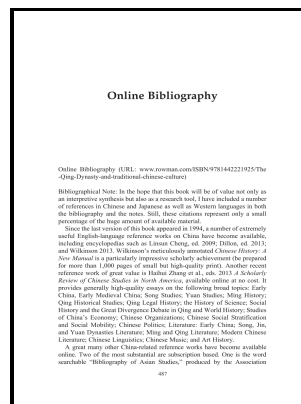 Online Bibliography
Online Bibliography (URL: www.rowman.com/ISBN/9781442221925/The
-Qing-Dynasty-and-traditional-chinese-culture)
Bibliographical Note: In the hope that this book will be of value not only as
an interpretive synthesis but also as a research tool, I have included a number
of references in Chinese and Japanese as well as Western languages in both
the bibliography and the notes. Still, these citations represent only a small
percentage of the huge amount of available material.
Since the last version of this book appeared in 1994, a number of extremely
useful English-language reference works on China have become available,
including encyclopedias such as Linsun Cheng, ed. 2009; Dillon, ed. 2013;
and Wilkinson 2013. Wilkinson's meticulously annotated Chinese History: A
New Manual is a particularly impressive scholarly achievement (be prepared
for more than 1,000 pages of small but high-quality print). Another recent
reference work of great value is Haihui Zhang et al., eds. 2013 A Scholarly
Review of Chinese Studies in North America, available online at no cost. It
provides generally high-quality essays on the following broad topics: Early
China, Early Medieval China; Song Studies; Yuan Studies; Ming History;
Qing Historical Studies; Qing Legal History; the History of Science; Social
History and the Great Divergence Debate in Qing and World History; Studies
of China's Economy; Chinese Organizations; Chinese Social Stratification
and Social Mobility; Chinese Politics; Literature: Early China; Song, Jin,
and Yuan Dynasties Literature; Ming and Qing Literature; Modern Chinese
Literature; Chinese Linguistics; Chinese Music; and Art History.
A great many other China-related reference works have become available
online. Two of the most substantial are subscription based. One is the word
searchable "Bibliography of Asian Studies," produced by the Association
487